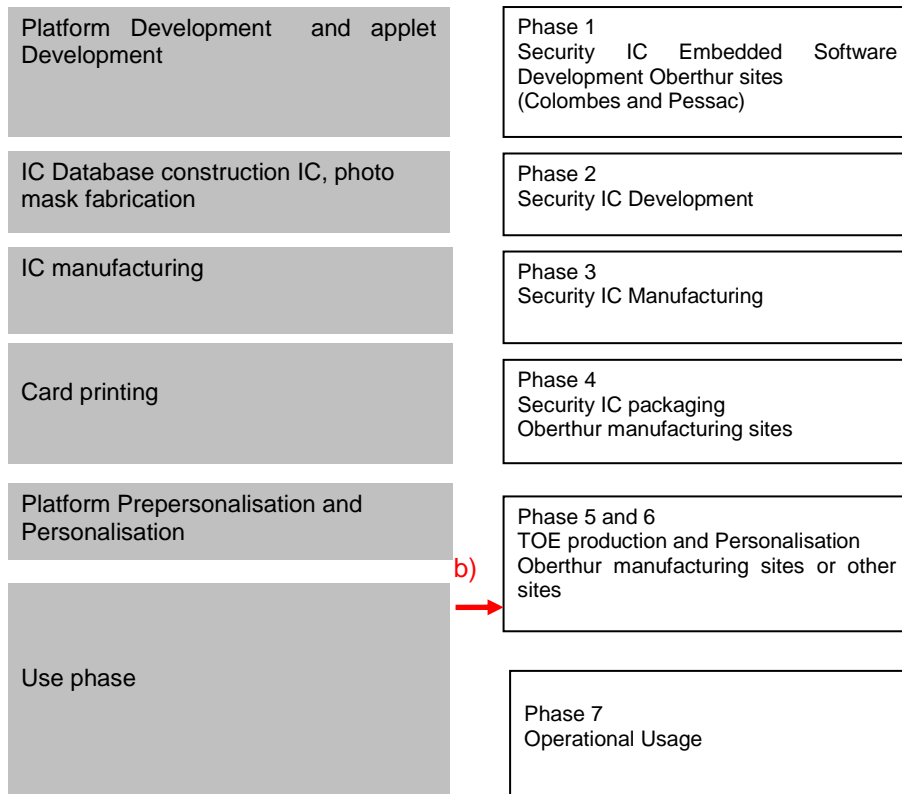 Platform Development and applet
Development
Phase 1
Security IC Embedded Software
Development Oberthur sites
(Colombes and Pessac)
IC Database construction IC, photo
mask fabrication
Phase 2
Security IC Development
IC manufacturing
Phase 3
Security IC Manufacturing
Card printing
Phase 4
Security IC packaging
Oberthur manufacturing sites
Platform Prepersonalisation and
Personalisation
b)
Phase 5 and 6
TOE production and Personalisation
Oberthur manufacturing sites or other
sites
Use phase
Phase 7
Operational Usage